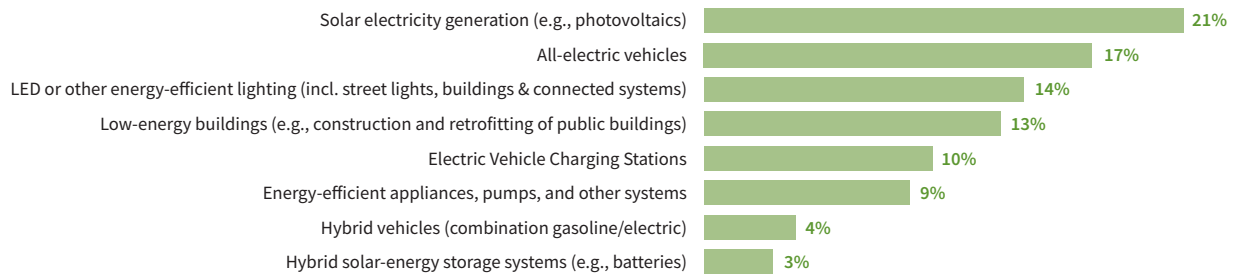 Solar electricity generation (e.g., photovoltaics) 21%
All-electric vehicles 17%
LED or other energy-efficient lighting (incl. street lights, buildings & connected systems) 14%
Low-energy buildings (e.g., construction and retrofitting of public buildings) 13%
Electric Vehicle Charging Stations 10%
Energy-efficient appliances, pumps, and other systems 9%
Hybrid vehicles (combination gasoline/electric) 4%
Hybrid solar-energy storage systems (e.g., batteries) 3%